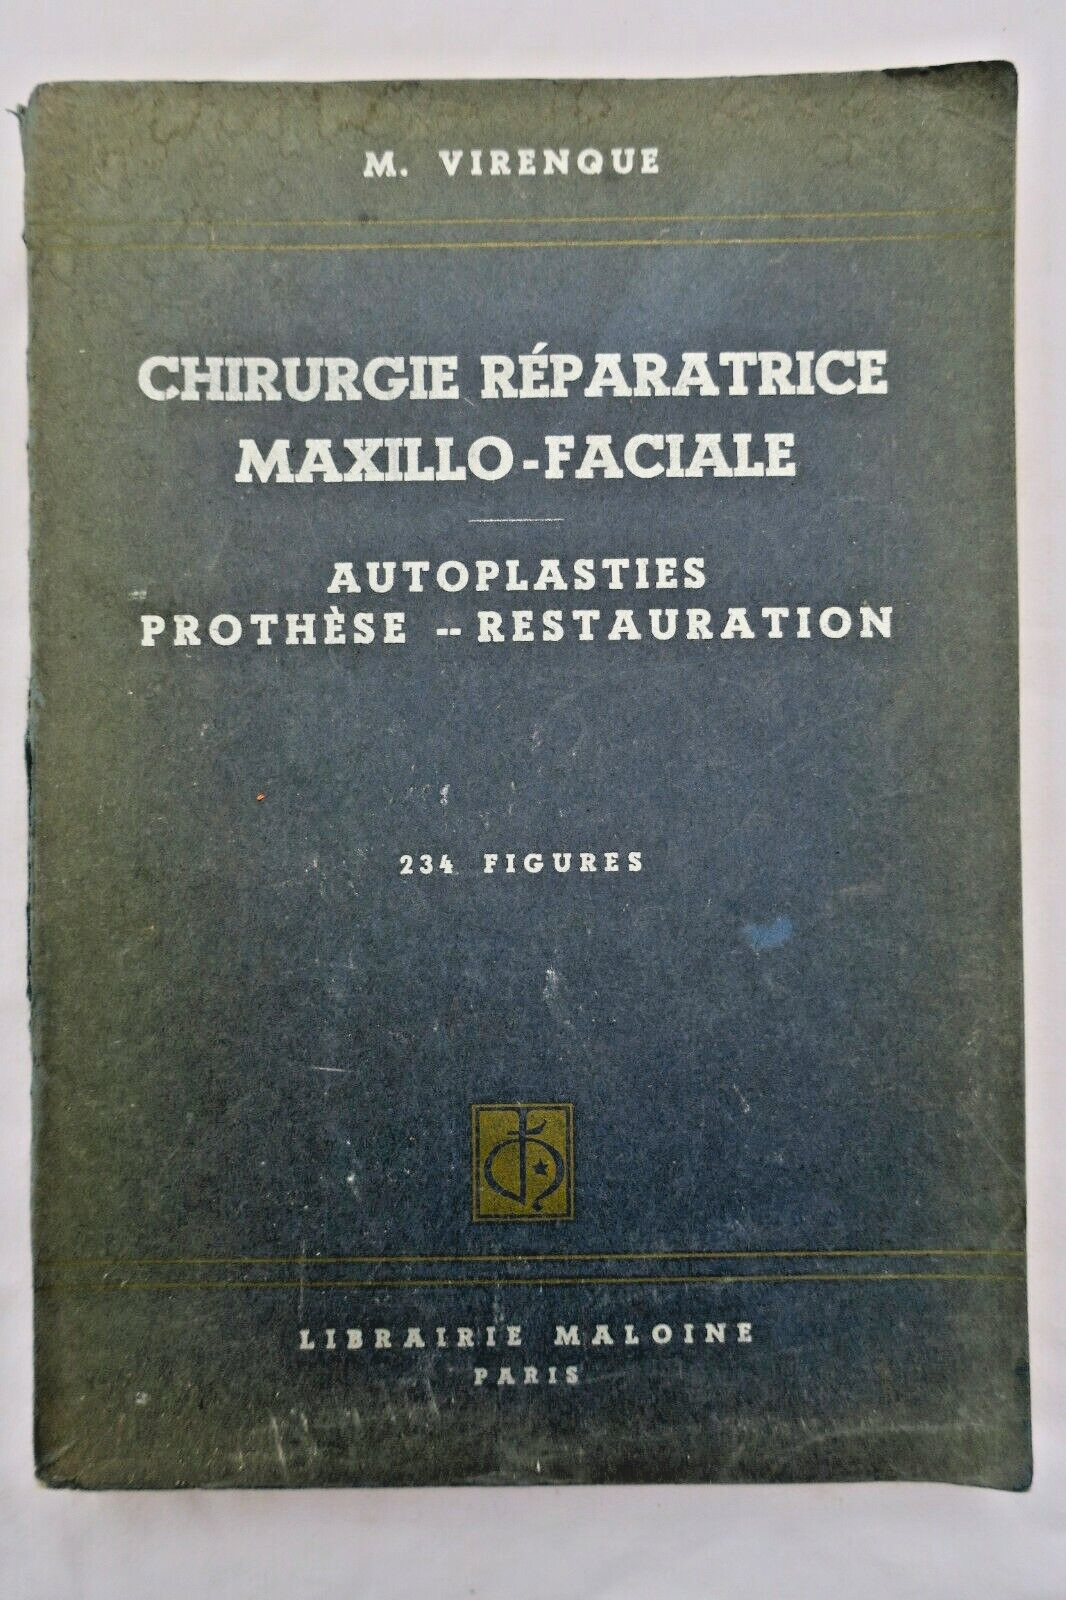 M. VIRENQUE
CHIRURGIE RÉPARATRICE
MAXILLO-FACIALE
AUTOPLASTIES
PROTHÈSE -- RESTAURATION
234 FIGURES
LIBRAIRIE MALOINE
PARIS